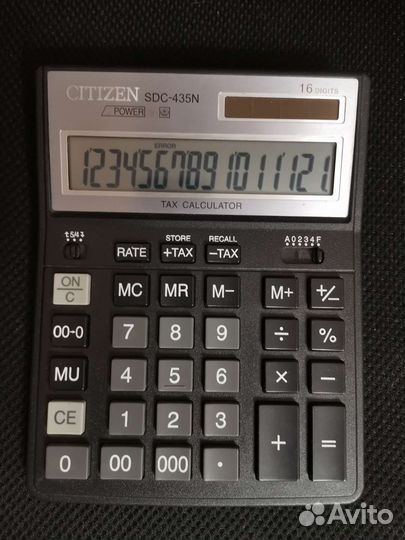 CITIZEN SDC-435N 16 DIGITS
POWER
ERROR
TAX CALCULATOR
STORE RECALL A0234F
RATE +TAX −TAX
ON/C MC MR M− M+ +/−
00→0 7 8 9 ÷ %
MU 4 5 6 × −
CE 1 2 3 + =
0 00 000 ·
Avito